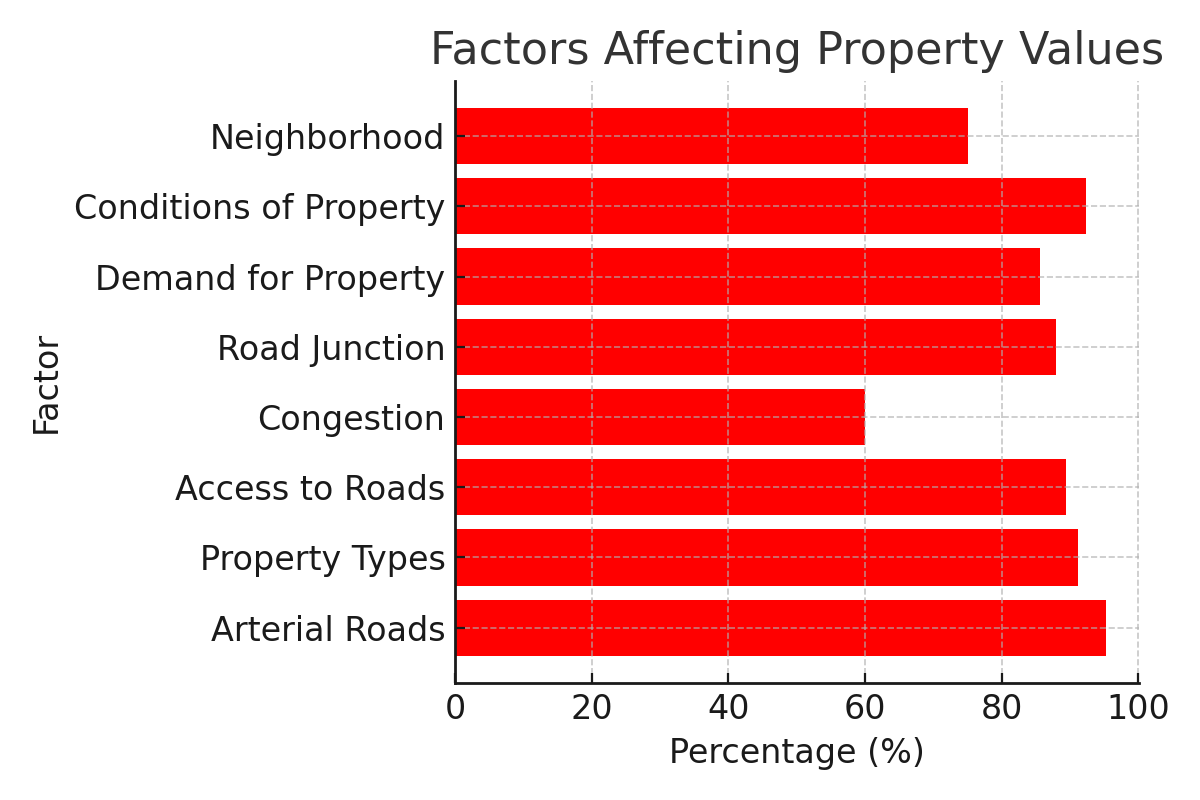 Factors Affecting Property Values
Neighborhood
Conditions of Property
Demand for Property
Road Junction
Congestion
Access to Roads
Property Types
Arterial Roads
Factor
0 20 40 60 80 100
Percentage (%)